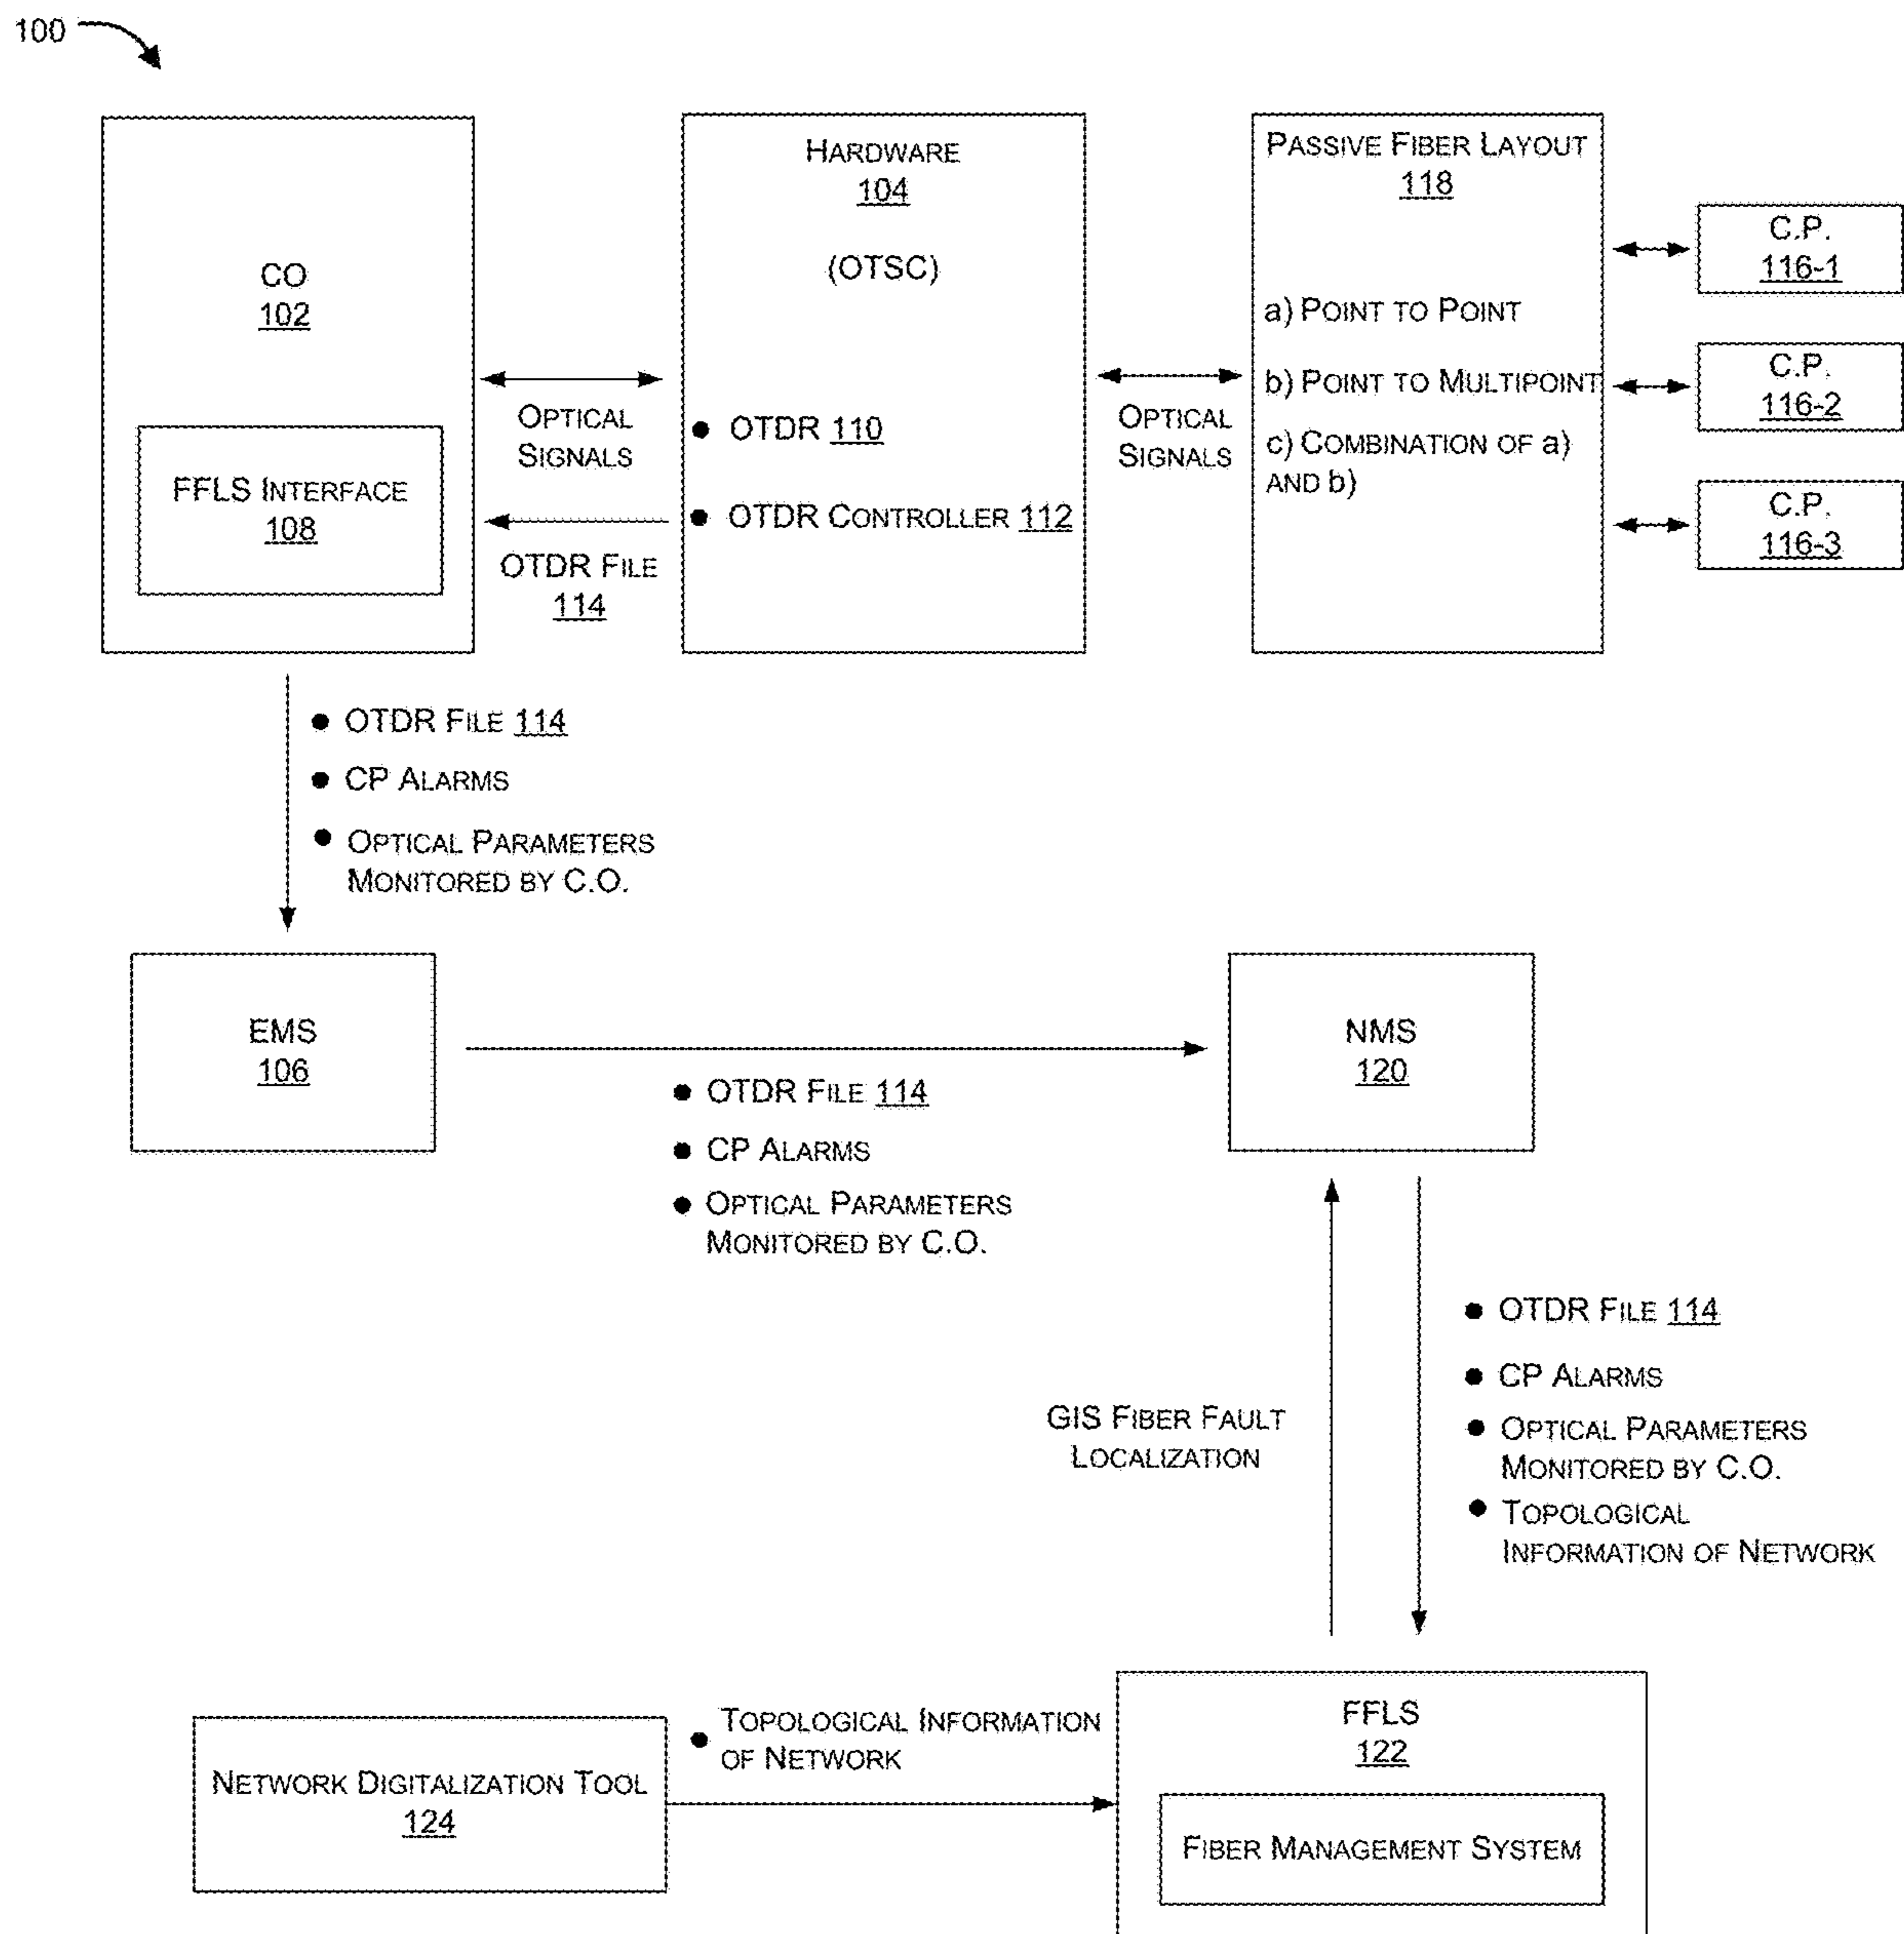 100
CO
102
FFLS Interface
108
Optical
Signals
OTDR File
114
Hardware
104
(OTSC)
● OTDR 110
● OTDR Controller 112
Optical
Signals
Passive Fiber Layout
118
a) Point to Point
b) Point to Multipoint
c) Combination of a)
and b)
C.P.
116-1
C.P.
116-2
C.P.
116-3
● OTDR File 114
● CP Alarms
● Optical Parameters
Monitored by C.O.
EMS
106
● OTDR File 114
● CP Alarms
● Optical Parameters
Monitored by C.O.
NMS
120
GIS Fiber Fault
Localization
● OTDR File 114
● CP Alarms
● Optical Parameters
Monitored by C.O.
● Topological
Information of Network
Network Digitalization Tool
124
● Topological Information
of Network
FFLS
122
Fiber Management System